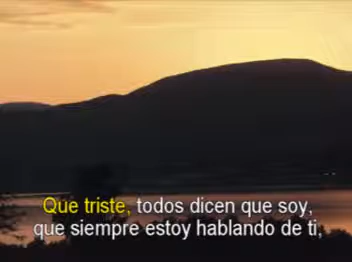 Que triste, todos dicen que soy,
que siempre estoy hablando de ti,